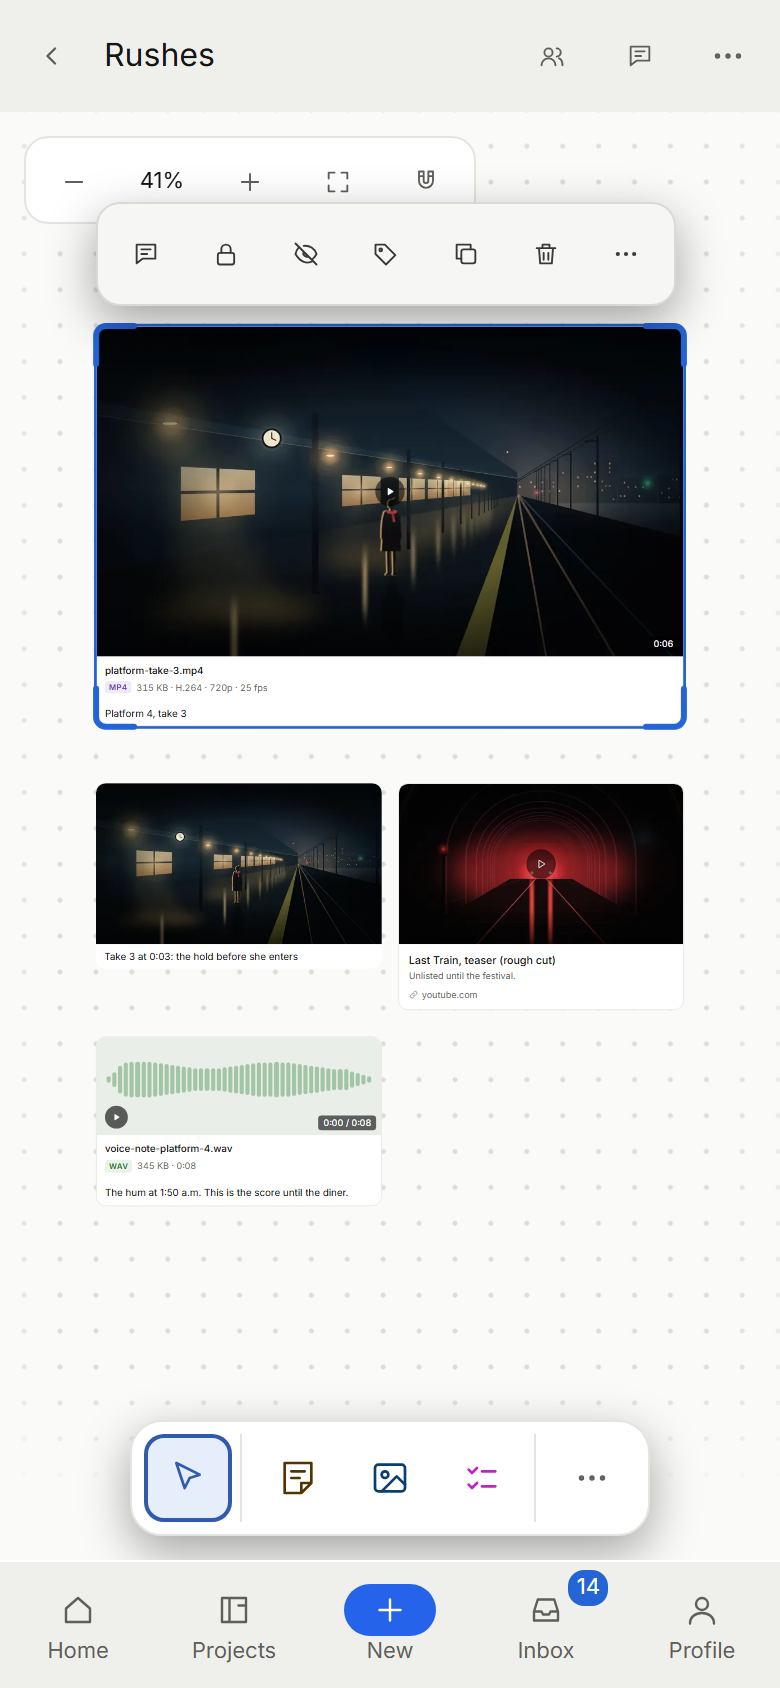 Rushes
41%
0:06
platform-take-3.mp4
MP4 315 KB · H.264 · 720p · 25 fps
Platform 4, take 3
Take 3 at 0:03: the hold before she enters
Last Train, teaser (rough cut)
Unlisted until the festival.
youtube.com
0:00 / 0:08
voice-note-platform-4.wav
WAV 345 KB · 0:08
The hum at 1:50 a.m. This is the score until the diner.
14
Home Projects New Inbox Profile